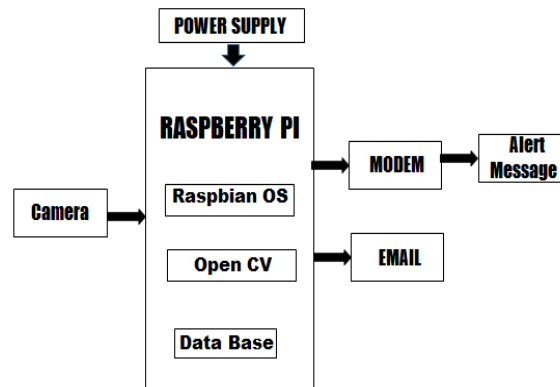 POWER SUPPLY
RASPBERRY PI
Raspbian OS
Open CV
Data Base
Camera
MODEM
Alert
Message
EMAIL